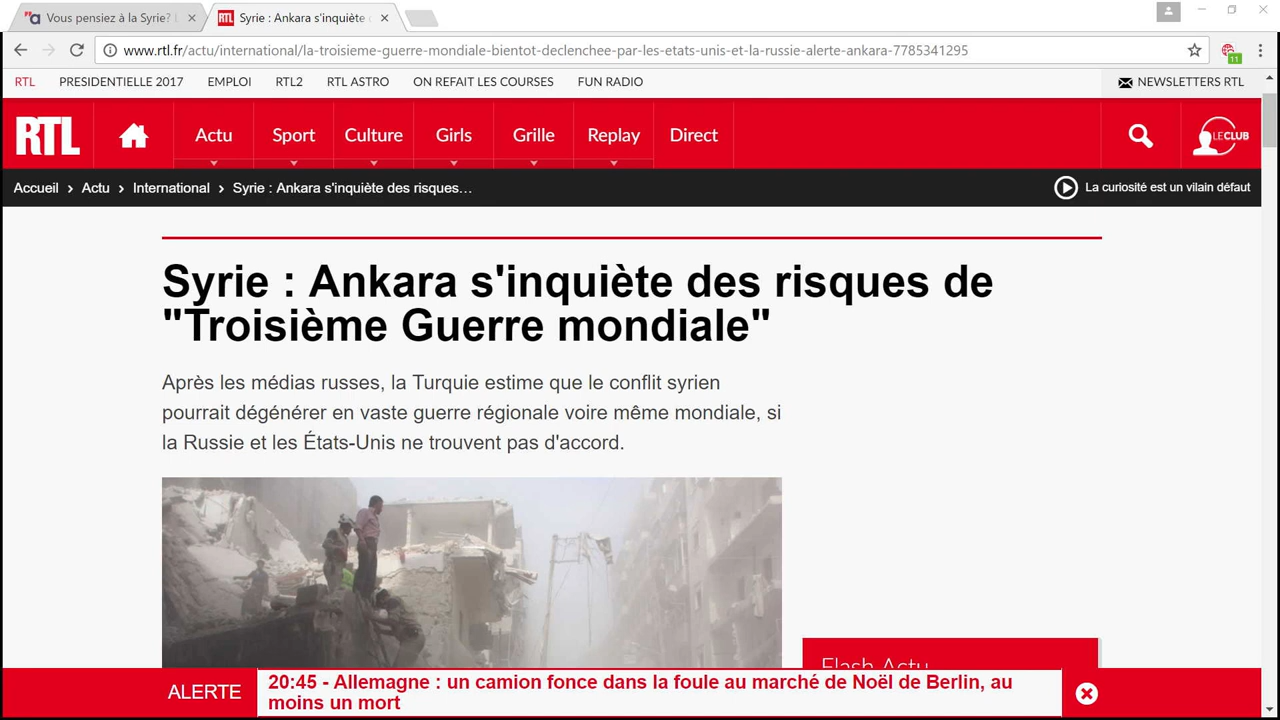 Vous pensiez à la Syrie?
Syrie : Ankara s'inquiète
www.rtl.fr/actu/international/la-troisieme-guerre-mondiale-bientot-declenchee-par-les-etats-unis-et-la-russie-alerte-ankara-7785341295
11
RTL PRESIDENTIELLE 2017 EMPLOI RTL2 RTL ASTRO ON REFAIT LES COURSES FUN RADIO NEWSLETTERS RTL
RTL Actu Sport Culture Girls Grille Replay Direct LE CLUB
Accueil > Actu > International > Syrie : Ankara s'inquiète des risques… La curiosité est un vilain défaut
Syrie : Ankara s'inquiète des risques de
"Troisième Guerre mondiale"
Après les médias russes, la Turquie estime que le conflit syrien
pourrait dégénérer en vaste guerre régionale voire même mondiale, si
la Russie et les États-Unis ne trouvent pas d'accord.
Flash Actu
ALERTE
20:45 - Allemagne : un camion fonce dans la foule au marché de Noël de Berlin, au
moins un mort